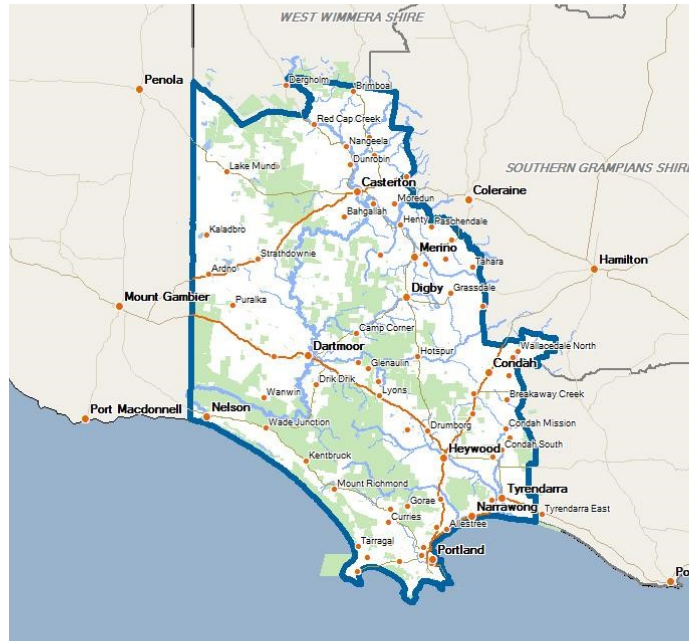 WEST WIMMERA SHIRE
Penola
Dergholm
Brimboal
Red Cap Creek
Nangeela
Dunrobin
Lake Mundi
SOUTHERN GRAMPIANS SHIRE
Casterton
Moredun
Coleraine
Bahgallah
Henty
Paschendale
Kaladbro
Strathdownie
Merino
Tahara
Hamilton
Ardno
Digby
Grassdale
Mount Gambier
Puralka
Camp Corner
Wallacedale North
Dartmoor
Hotspur
Glenaulin
Condah
Drik Drik
Lyons
Wanwin
Breakaway Creek
Port Macdonnell
Nelson
Wade Junction
Drumborg
Condah Mission
Condah South
Kentbruck
Heywood
Mount Richmond
Tyrendarra
Gorae
Narrawong
Tyrendarra East
Curries
Allestree
Tarragal
Portland
Po